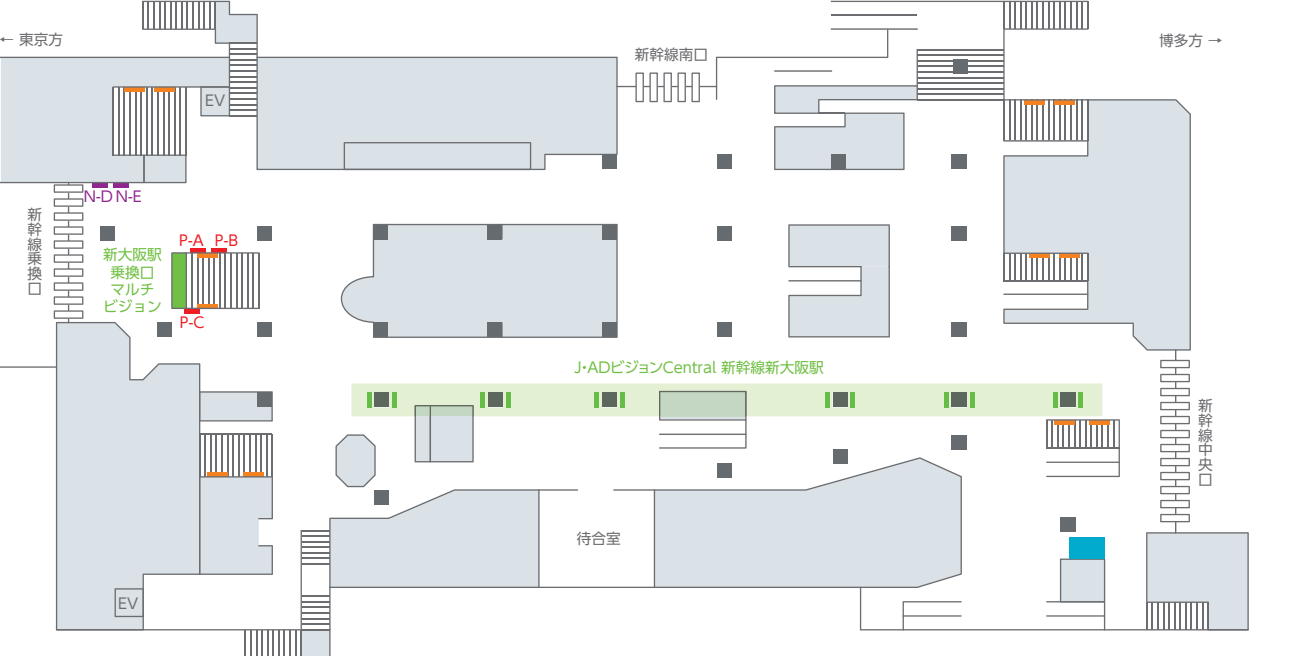 ← 東京方
新幹線南口
博多方 →
EV
N-D N-E
新幹線乗換口
P-A P-B
新大阪駅
乗換口
マルチ
ビジョン
P-C
J・ADビジョンCentral 新幹線新大阪駅
新幹線中央口
待合室
EV